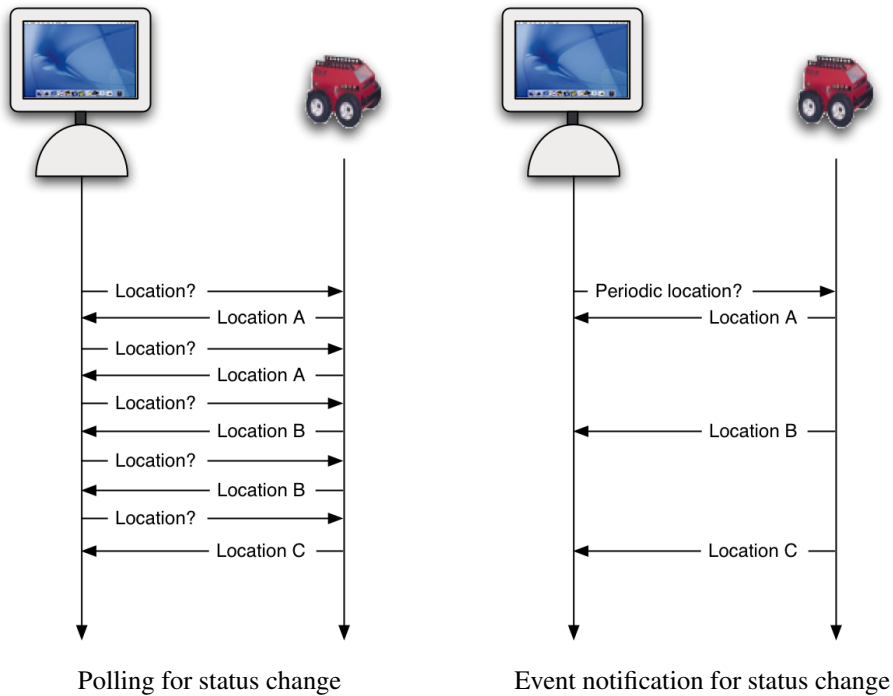 Location?
Location A
Location?
Location A
Location?
Location B
Location?
Location B
Location?
Location C
Polling for status change
Periodic location?
Location A
Location B
Location C
Event notification for status change